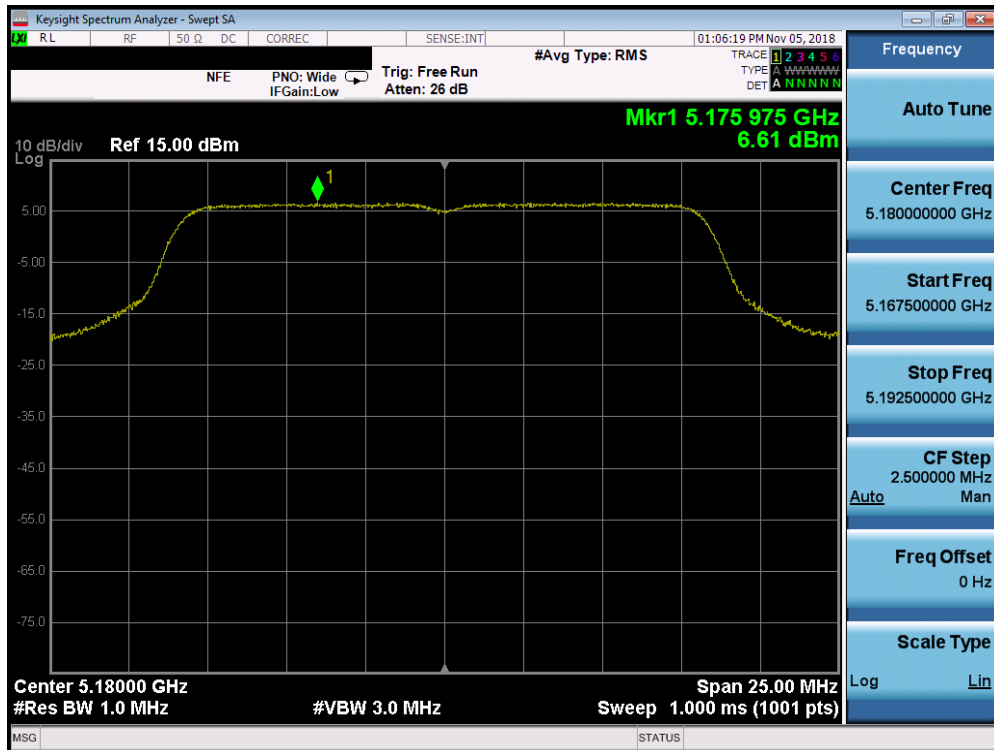 Keysight Spectrum Analyzer - Swept SA
LXI RL RF 50 Ω DC CORREC SENSE:INT 01:06:19 PM Nov 05, 2018
#Avg Type: RMS TRACE 1 2 3 4 5 6
NFE PNO: Wide Trig: Free Run TYPE A WWWWW
IFGain:Low Atten: 26 dB DET A N N N N N
Mkr1 5.175 975 GHz
6.61 dBm
10 dB/div Ref 15.00 dBm
Log
1
5.00
-5.00
-15.0
-25.0
-35.0
-45.0
-55.0
-65.0
-75.0
Center 5.18000 GHz Span 25.00 MHz
#Res BW 1.0 MHz #VBW 3.0 MHz Sweep 1.000 ms (1001 pts)
MSG STATUS
Frequency
Auto Tune
Center Freq
5.180000000 GHz
Start Freq
5.167500000 GHz
Stop Freq
5.192500000 GHz
CF Step
2.500000 MHz
Auto Man
Freq Offset
0 Hz
Scale Type
Log Lin